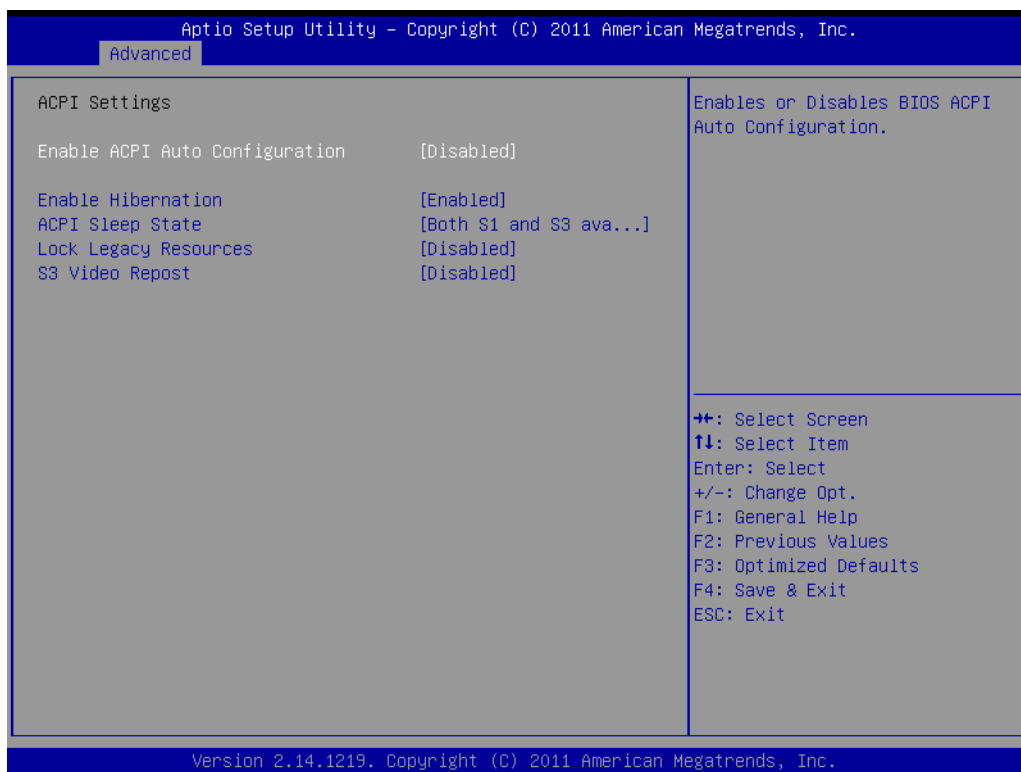 Aptio Setup Utility – Copyright (C) 2011 American Megatrends, Inc.
Advanced
ACPI Settings
Enable ACPI Auto Configuration [Disabled]
Enable Hibernation [Enabled]
ACPI Sleep State [Both S1 and S3 ava...]
Lock Legacy Resources [Disabled]
S3 Video Repost [Disabled]
Enables or Disables BIOS ACPI
Auto Configuration.
→←: Select Screen
↑↓: Select Item
Enter: Select
+/-: Change Opt.
F1: General Help
F2: Previous Values
F3: Optimized Defaults
F4: Save & Exit
ESC: Exit
Version 2.14.1219. Copyright (C) 2011 American Megatrends, Inc.